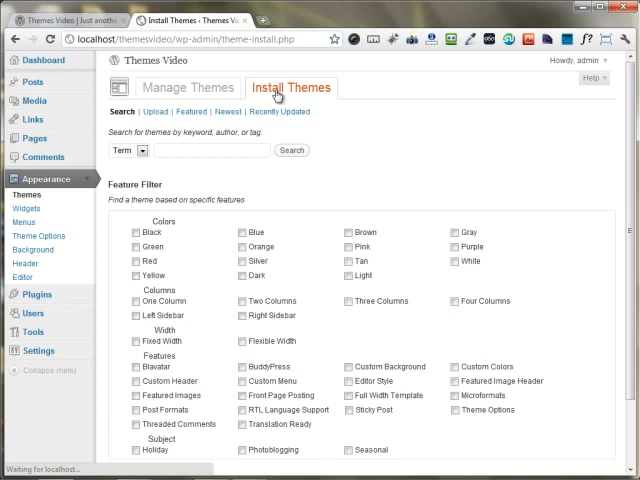 Themes Video | Just anoth
Install Themes ‹ Themes V
localhost/themesvideo/wp-admin/theme-install.php
Themes Video
Howdy, admin
Help
Dashboard
Posts
Media
Links
Pages
Comments
Appearance
Themes
Widgets
Menus
Theme Options
Background
Header
Editor
Plugins
Users
Tools
Settings
Collapse menu
Manage Themes
Install Themes
Search | Upload | Featured | Newest | Recently Updated
Search for themes by keyword, author, or tag.
Term
Search
Feature Filter
Find a theme based on specific features
Colors
Black Blue Brown Gray
Green Orange Pink Purple
Red Silver Tan White
Yellow Dark Light
Columns
One Column Two Columns Three Columns Four Columns
Left Sidebar Right Sidebar
Width
Fixed Width Flexible Width
Features
Blavatar BuddyPress Custom Background Custom Colors
Custom Header Custom Menu Editor Style Featured Image Header
Featured Images Front Page Posting Full Width Template Microformats
Post Formats RTL Language Support Sticky Post Theme Options
Threaded Comments Translation Ready
Subject
Holiday Photoblogging Seasonal
Waiting for localhost...